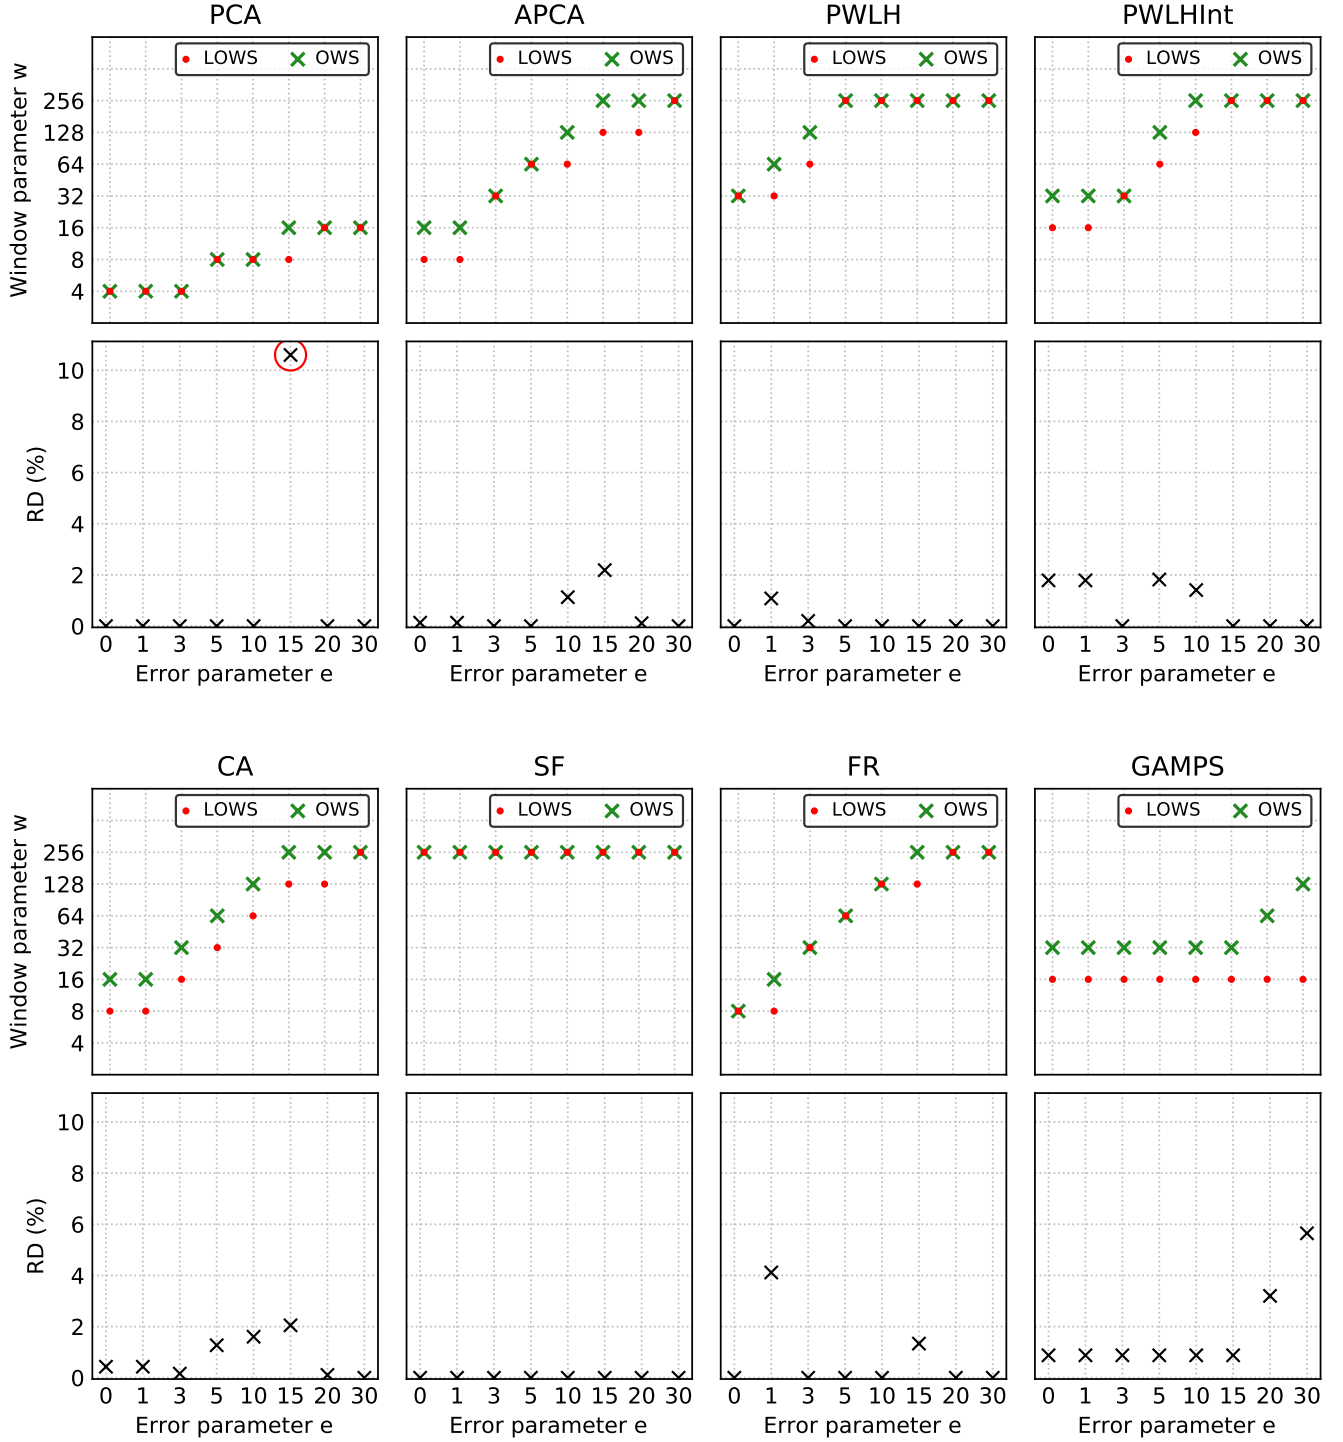 PCA APCA PWLH PWLHInt
LOWS OWS LOWS OWS LOWS OWS LOWS OWS
Window parameter w
256
128
64
32
16
8
4
RD (%)
10
8
6
4
2
0
0 1 3 5 10 15 20 30 0 1 3 5 10 15 20 30 0 1 3 5 10 15 20 30 0 1 3 5 10 15 20 30
Error parameter e Error parameter e Error parameter e Error parameter e
CA SF FR GAMPS
LOWS OWS LOWS OWS LOWS OWS LOWS OWS
Window parameter w
256
128
64
32
16
8
4
RD (%)
10
8
6
4
2
0
0 1 3 5 10 15 20 30 0 1 3 5 10 15 20 30 0 1 3 5 10 15 20 30 0 1 3 5 10 15 20 30
Error parameter e Error parameter e Error parameter e Error parameter e